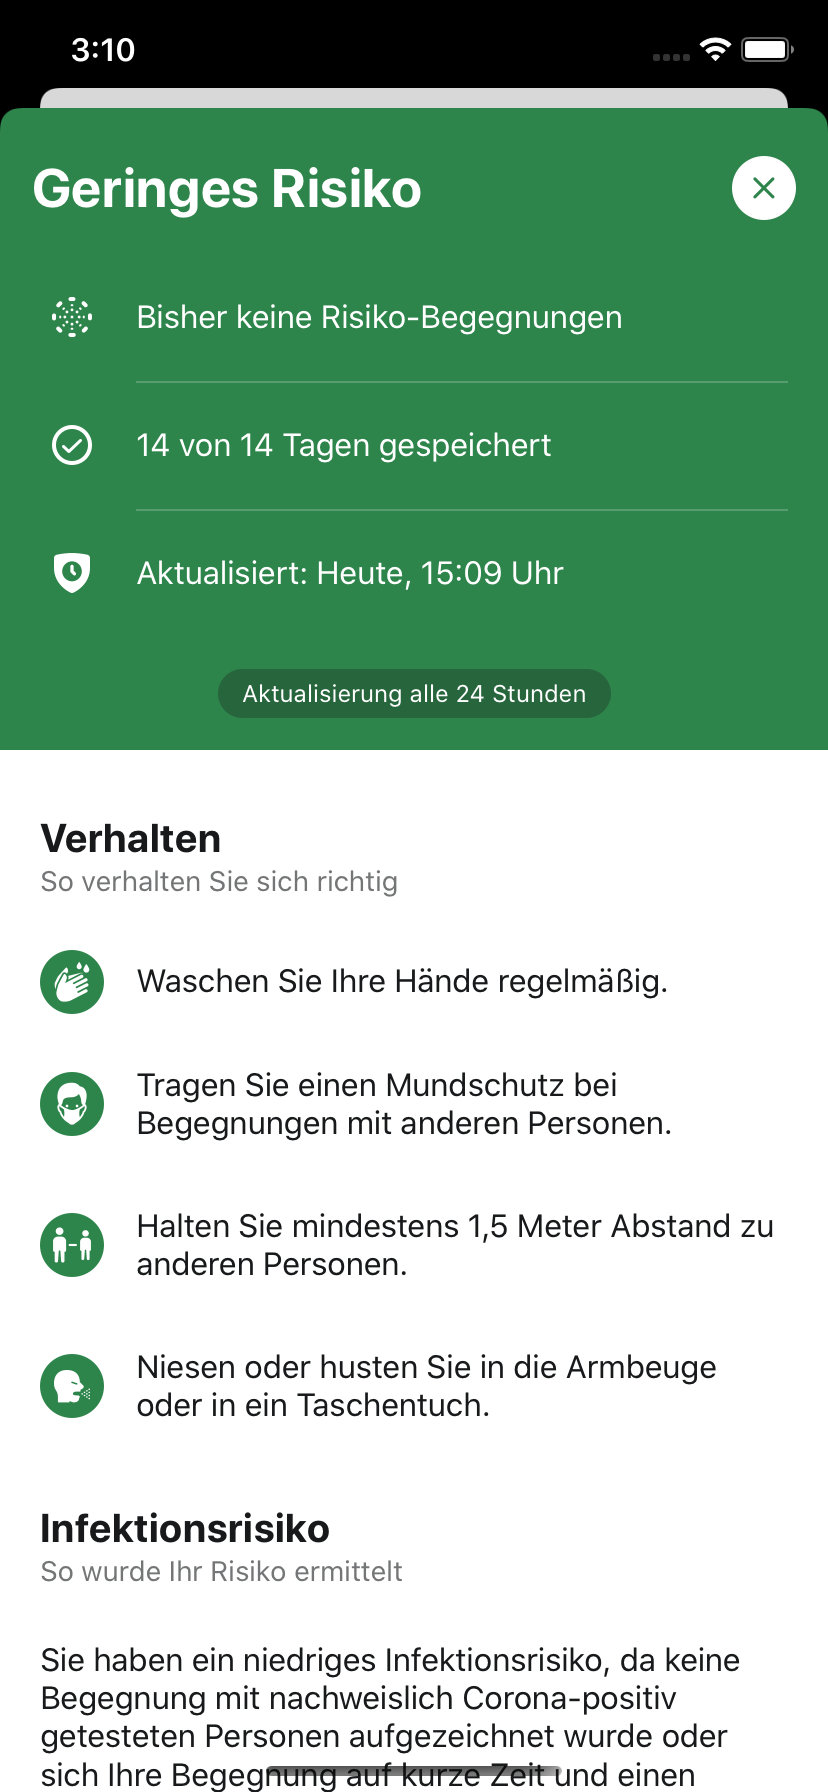 3:10
Geringes Risiko
Bisher keine Risiko-Begegnungen
14 von 14 Tagen gespeichert
Aktualisiert: Heute, 15:09 Uhr
Aktualisierung alle 24 Stunden
Verhalten
So verhalten Sie sich richtig
Waschen Sie Ihre Hände regelmäßig.
Tragen Sie einen Mundschutz bei
Begegnungen mit anderen Personen.
Halten Sie mindestens 1,5 Meter Abstand zu
anderen Personen.
Niesen oder husten Sie in die Armbeuge
oder in ein Taschentuch.
Infektionsrisiko
So wurde Ihr Risiko ermittelt
Sie haben ein niedriges Infektionsrisiko, da keine
Begegnung mit nachweislich Corona-positiv
getesteten Personen aufgezeichnet wurde oder
sich Ihre Begegnung auf kurze Zeit und einen